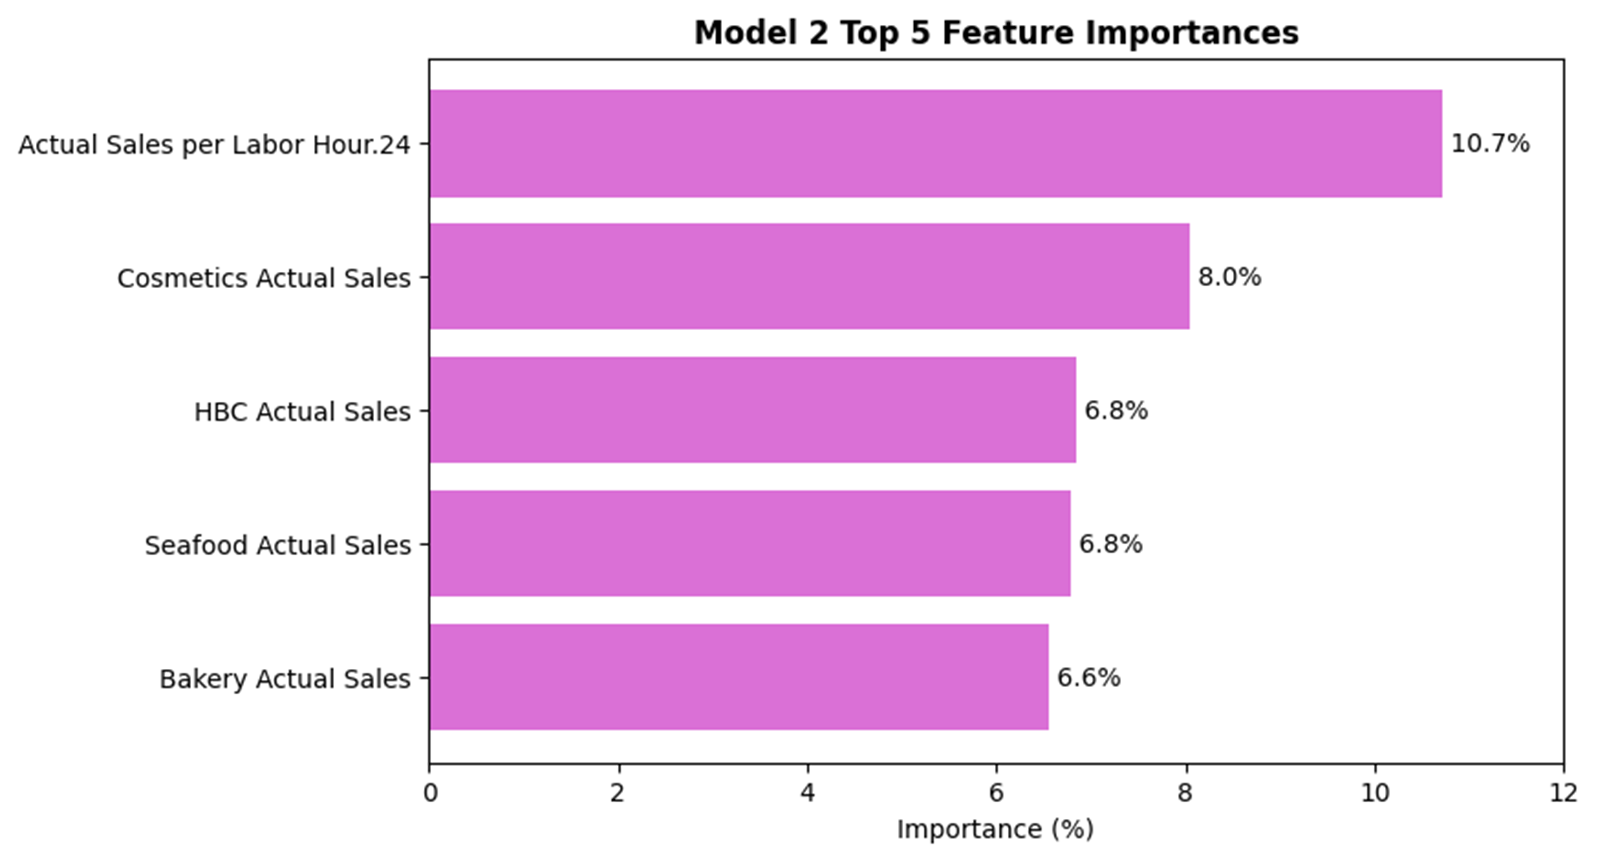 Model 2 Top 5 Feature Importances
Actual Sales per Labor Hour.24
10.7%
Cosmetics Actual Sales
8.0%
HBC Actual Sales
6.8%
Seafood Actual Sales
6.8%
Bakery Actual Sales
6.6%
0 2 4 6 8 10 12
Importance (%)